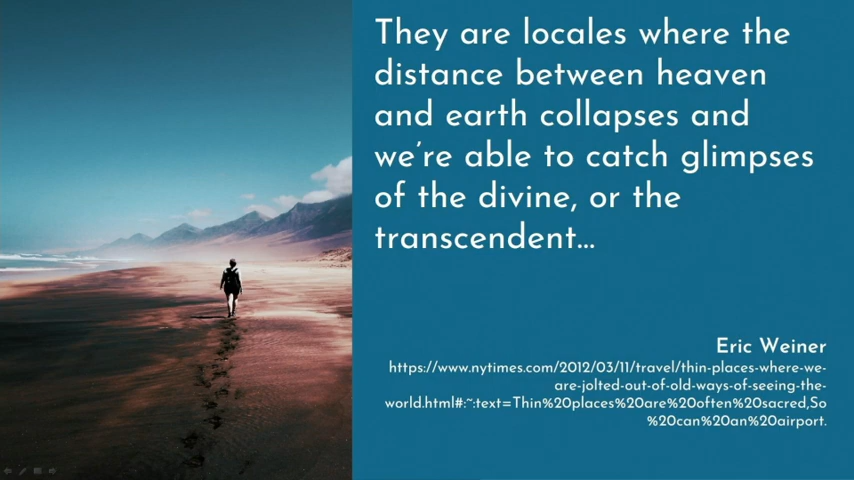 They are locales where the
distance between heaven
and earth collapses and
we're able to catch glimpses
of the divine, or the
transcendent...
Eric Weiner
https://www.nytimes.com/2012/03/11/travel/thin-places-where-we-
are-jolted-out-of-old-ways-of-seeing-the-
world.html#:~:text=Thin%20places%20are%20often%20sacred,So
%20can%20an%20airport.